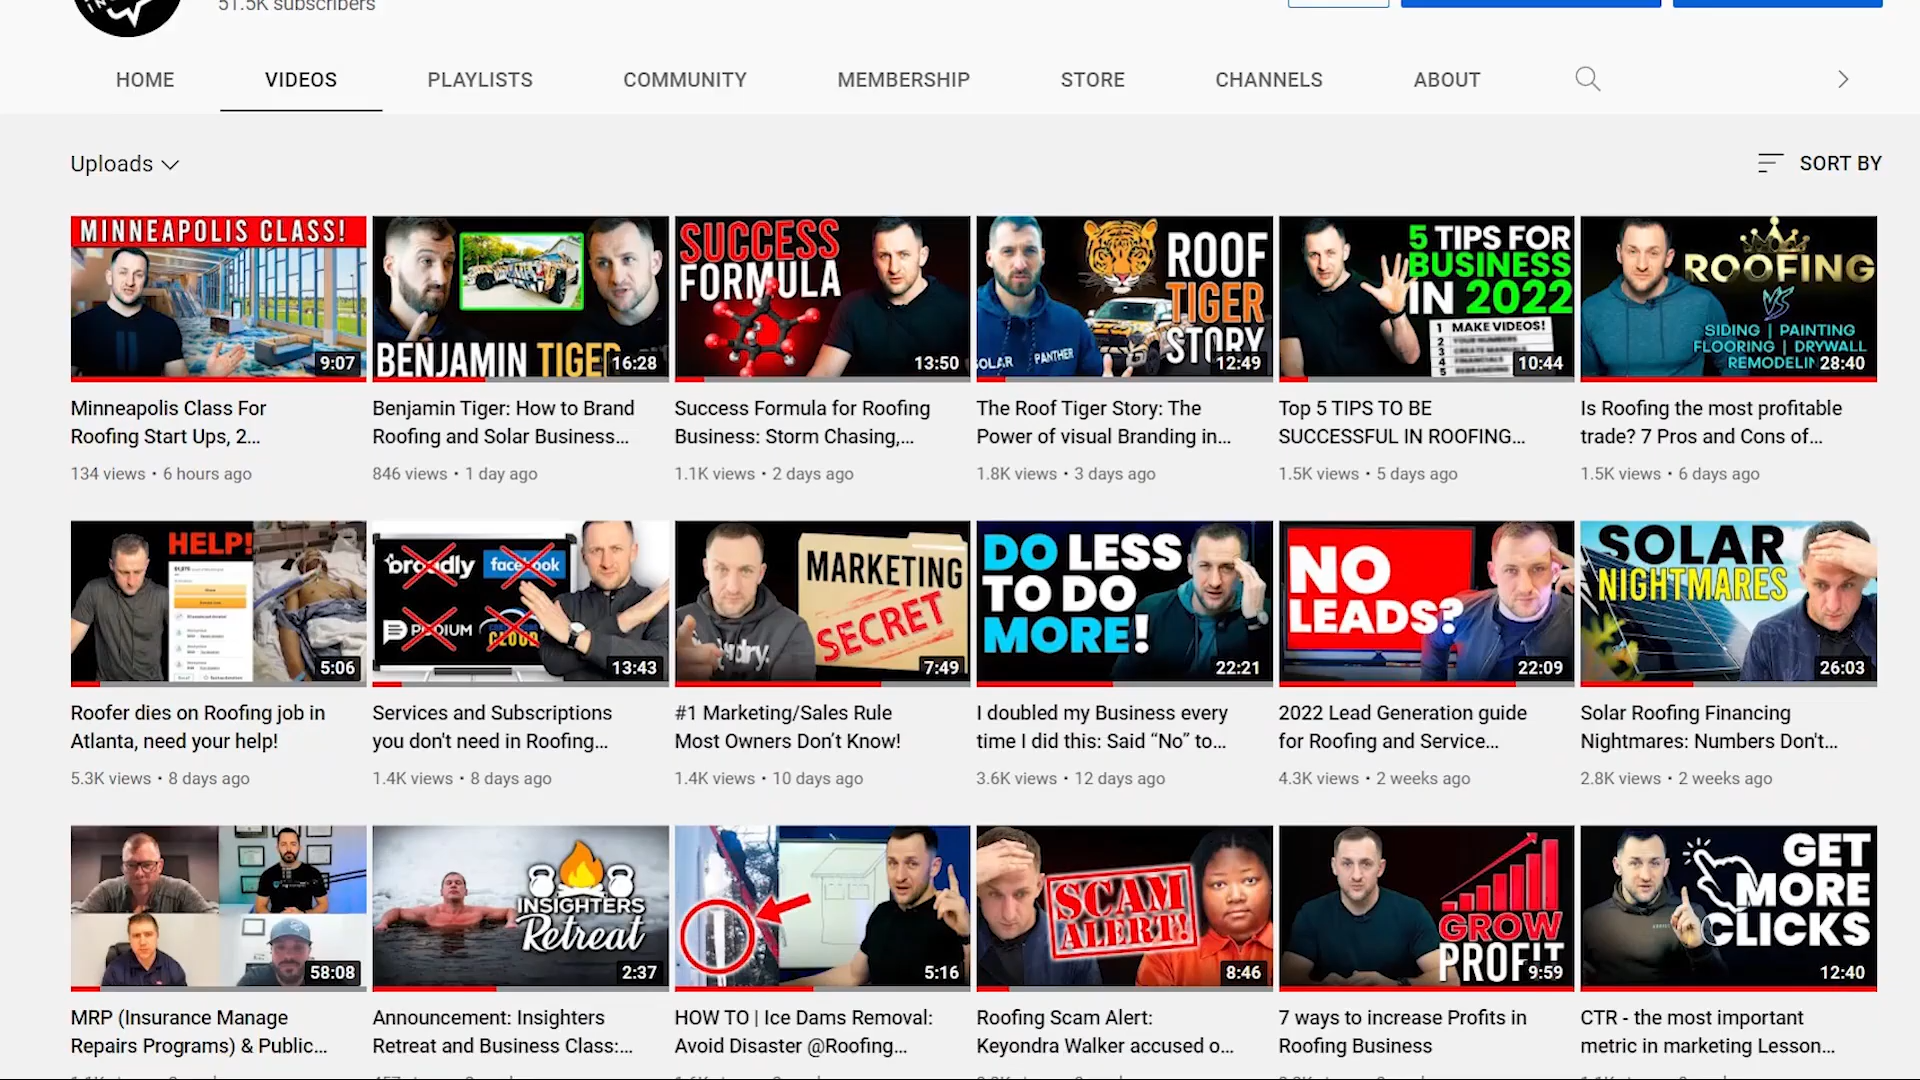 51.5K subscribers
HOME
VIDEOS
PLAYLISTS
COMMUNITY
MEMBERSHIP
STORE
CHANNELS
ABOUT
Uploads
SORT BY
MINNEAPOLIS CLASS!
9:07
BENJAMIN TIGER
16:28
SUCCESS
FORMULA
13:50
ROOF
TIGER
STORY
SOLAR PANTHER
12:49
5 TIPS FOR
BUSINESS
IN 2022
1 MAKE VIDEOS!
2
3
4
5
10:44
ROOFING
VS
SIDING | PAINTING
FLOORING | DRYWALL
REMODELIN
28:40
Minneapolis Class For
Roofing Start Ups, 2...
134 views • 6 hours ago
Benjamin Tiger: How to Brand
Roofing and Solar Business...
846 views • 1 day ago
Success Formula for Roofing
Business: Storm Chasing,...
1.1K views • 2 days ago
The Roof Tiger Story: The
Power of visual Branding in...
1.8K views • 3 days ago
Top 5 TIPS TO BE
SUCCESSFUL IN ROOFING...
1.5K views • 5 days ago
Is Roofing the most profitable
trade? 7 Pros and Cons of...
1.5K views • 6 days ago
HELP!
5:06
broadly
facebook
PODIUM
CLOUD
13:43
MARKETING
SECRET
7:49
DO LESS
TO DO
MORE!
22:21
NO
LEADS?
22:09
SOLAR
NIGHTMARES
26:03
Roofer dies on Roofing job in
Atlanta, need your help!
5.3K views • 8 days ago
Services and Subscriptions
you don't need in Roofing...
1.4K views • 8 days ago
#1 Marketing/Sales Rule
Most Owners Don’t Know!
1.4K views • 10 days ago
I doubled my Business every
time I did this: Said “No” to...
3.6K views • 12 days ago
2022 Lead Generation guide
for Roofing and Service...
4.3K views • 2 weeks ago
Solar Roofing Financing
Nightmares: Numbers Don't...
2.8K views • 2 weeks ago
58:08
INSIGHTERS
Retreat
2:37
5:16
SCAM
ALERT!
8:46
GROW
PROFIT
9:59
GET
MORE
CLICKS
12:40
MRP (Insurance Manage
Repairs Programs) & Public...
Announcement: Insighters
Retreat and Business Class:...
HOW TO | Ice Dams Removal:
Avoid Disaster @Roofing...
Roofing Scam Alert:
Keyondra Walker accused o...
7 ways to increase Profits in
Roofing Business
CTR - the most important
metric in marketing Lesson...